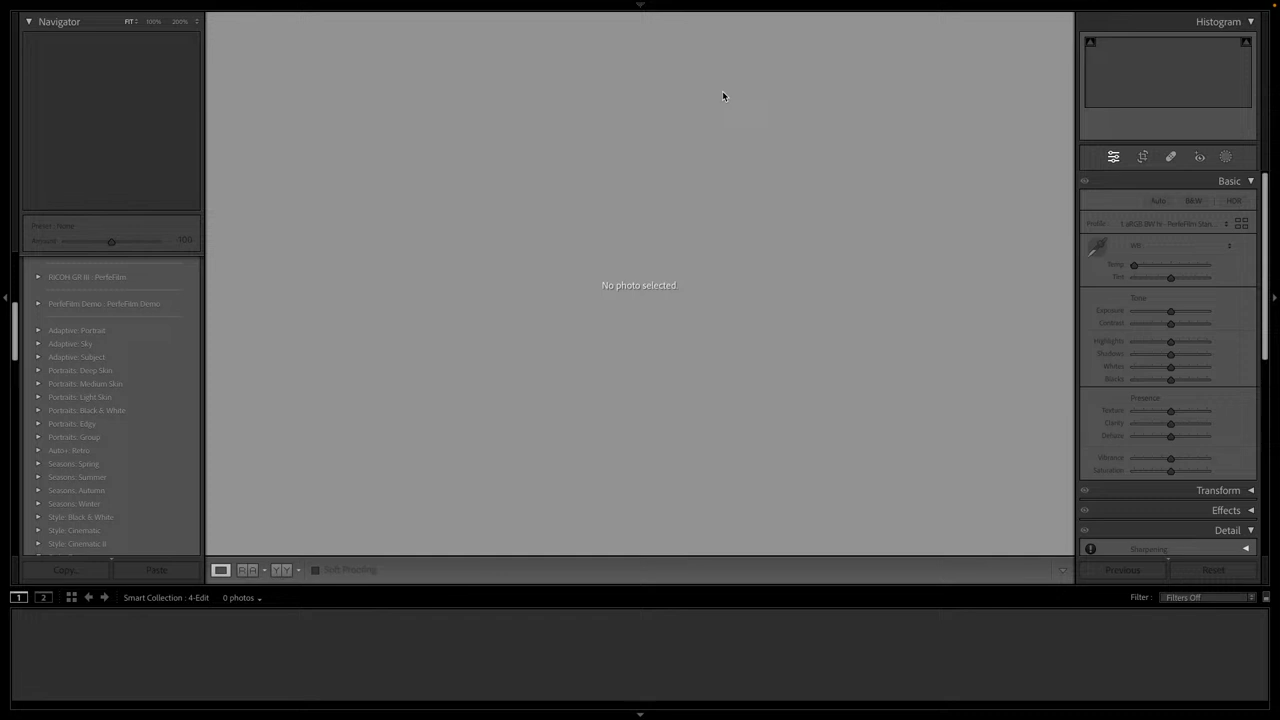 Navigator
FIT
100%
200%
Preset : None
Amount
100
RICOH GR III : PerfeFilm
PerfeFilm Demo : PerfeFilm Demo
Adaptive: Portrait
Adaptive: Sky
Adaptive: Subject
Portraits: Deep Skin
Portraits: Medium Skin
Portraits: Light Skin
Portraits: Black & White
Portraits: Edgy
Portraits: Group
Auto+: Retro
Seasons: Spring
Seasons: Summer
Seasons: Autumn
Seasons: Winter
Style: Black & White
Style: Cinematic
Style: Cinematic II
Copy...
Paste
No photo selected.
R A
Y Y
Soft Proofing
Histogram
Basic
Auto
B&W
HDR
Profile :
WB :
Temp
Tint
Tone
Exposure
Contrast
Highlights
Shadows
Whites
Blacks
Presence
Texture
Clarity
Dehaze
Vibrance
Saturation
Transform
Effects
Detail
Sharpening
Previous
Reset
1
2
Smart Collection : 4-Edit
0 photos
Filter :
Filters Off